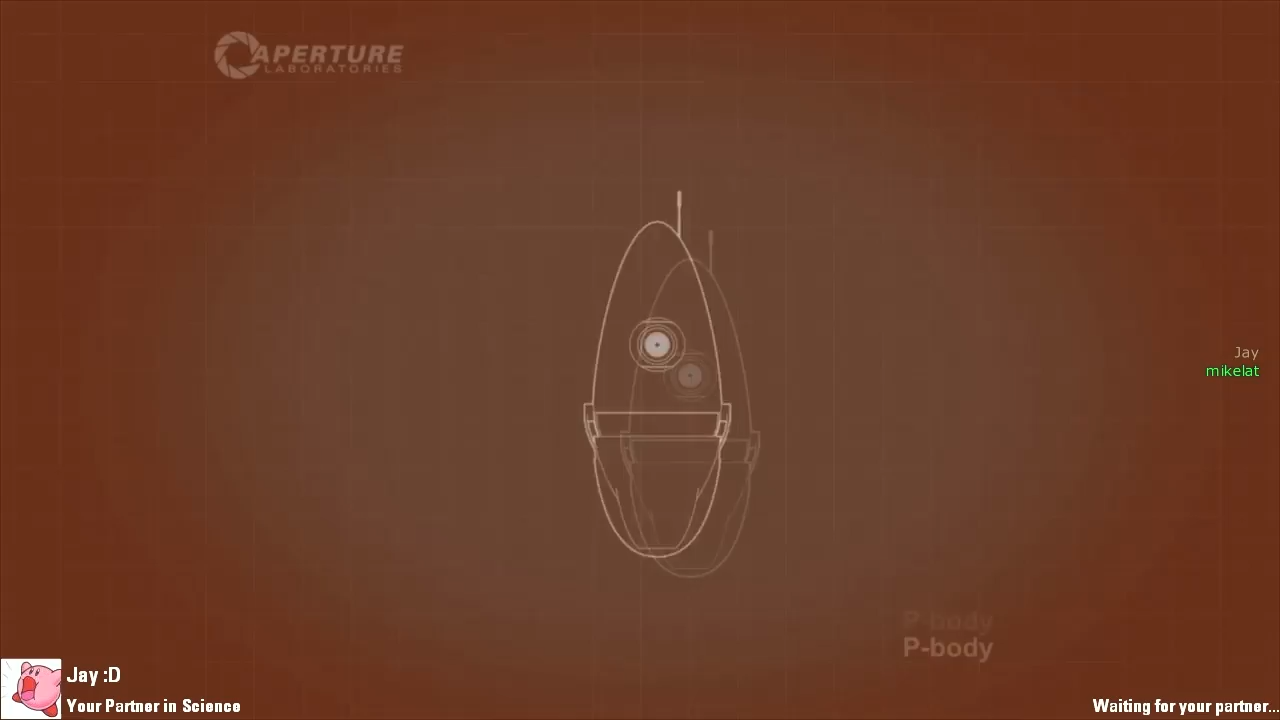 APERTURE
LABORATORIES
Jay
mikelat
P-body
P-body
Jay :D
Your Partner in Science
Waiting for your partner...